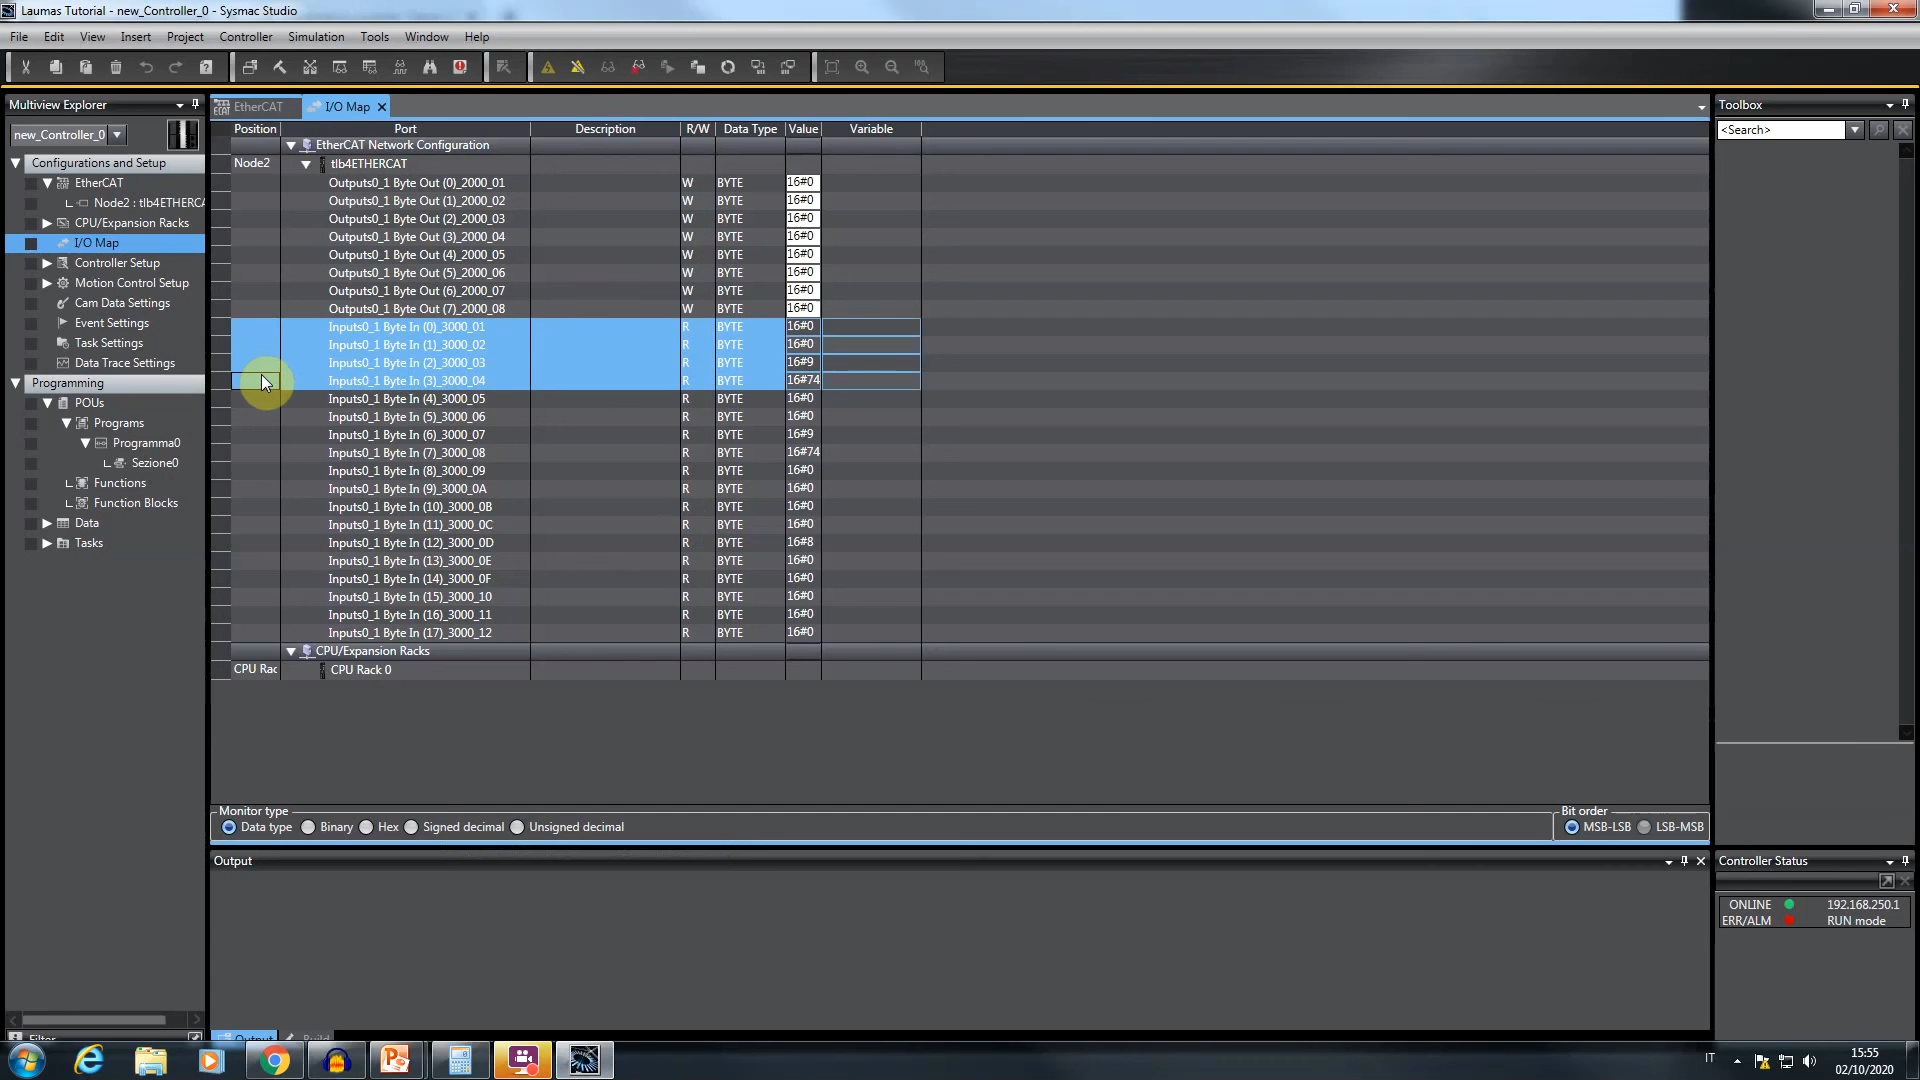 Laumas Tutorial - new_Controller_0 - Sysmac Studio
File Edit View Insert Project Controller Simulation Tools Window Help
Multiview Explorer
new_Controller_0
Configurations and Setup
EtherCAT
Node2 : tlb4ETHERCA
CPU/Expansion Racks
I/O Map
Controller Setup
Motion Control Setup
Cam Data Settings
Event Settings
Task Settings
Data Trace Settings
Programming
POUs
Programs
Programma0
Sezione0
Functions
Function Blocks
Data
Tasks
Filter
EtherCAT I/O Map
Position Port Description R/W Data Type Value Variable
EtherCAT Network Configuration
Node2 tlb4ETHERCAT
Outputs0_1 Byte Out (0)_2000_01 W BYTE 16#0
Outputs0_1 Byte Out (1)_2000_02 W BYTE 16#0
Outputs0_1 Byte Out (2)_2000_03 W BYTE 16#0
Outputs0_1 Byte Out (3)_2000_04 W BYTE 16#0
Outputs0_1 Byte Out (4)_2000_05 W BYTE 16#0
Outputs0_1 Byte Out (5)_2000_06 W BYTE 16#0
Outputs0_1 Byte Out (6)_2000_07 W BYTE 16#0
Outputs0_1 Byte Out (7)_2000_08 W BYTE 16#0
Inputs0_1 Byte In (0)_3000_01 R BYTE 16#0
Inputs0_1 Byte In (1)_3000_02 R BYTE 16#0
Inputs0_1 Byte In (2)_3000_03 R BYTE 16#9
Inputs0_1 Byte In (3)_3000_04 R BYTE 16#74
Inputs0_1 Byte In (4)_3000_05 R BYTE 16#0
Inputs0_1 Byte In (5)_3000_06 R BYTE 16#0
Inputs0_1 Byte In (6)_3000_07 R BYTE 16#9
Inputs0_1 Byte In (7)_3000_08 R BYTE 16#74
Inputs0_1 Byte In (8)_3000_09 R BYTE 16#0
Inputs0_1 Byte In (9)_3000_0A R BYTE 16#0
Inputs0_1 Byte In (10)_3000_0B R BYTE 16#0
Inputs0_1 Byte In (11)_3000_0C R BYTE 16#0
Inputs0_1 Byte In (12)_3000_0D R BYTE 16#8
Inputs0_1 Byte In (13)_3000_0E R BYTE 16#0
Inputs0_1 Byte In (14)_3000_0F R BYTE 16#0
Inputs0_1 Byte In (15)_3000_10 R BYTE 16#0
Inputs0_1 Byte In (16)_3000_11 R BYTE 16#0
Inputs0_1 Byte In (17)_3000_12 R BYTE 16#0
CPU/Expansion Racks
CPU Rac CPU Rack 0
Monitor type
Data type Binary Hex Signed decimal Unsigned decimal
Bit order
MSB-LSB LSB-MSB
Output
Output Build
Toolbox
<Search>
Controller Status
ONLINE 192.168.250.1
ERR/ALM RUN mode
IT
15:55
02/10/2020